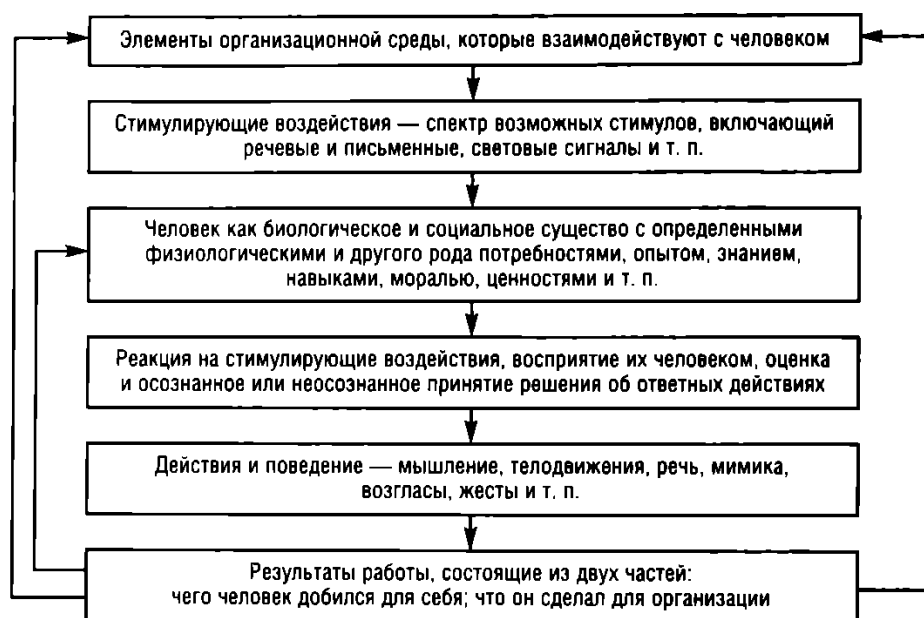 Элементы организационной среды, которые взаимодействуют с человеком
Стимулирующие воздействия — спектр возможных стимулов, включающий
речевые и письменные, световые сигналы и т. п.
Человек как биологическое и социальное существо с определенными
физиологическими и другого рода потребностями, опытом, знанием,
навыками, моралью, ценностями и т. п.
Реакция на стимулирующие воздействия, восприятие их человеком, оценка
и осознанное или неосознанное принятие решения об ответных действиях
Действия и поведение — мышление, телодвижения, речь, мимика,
возгласы, жесты и т. п.
Результаты работы, состоящие из двух частей:
чего человек добился для себя; что он сделал для организации